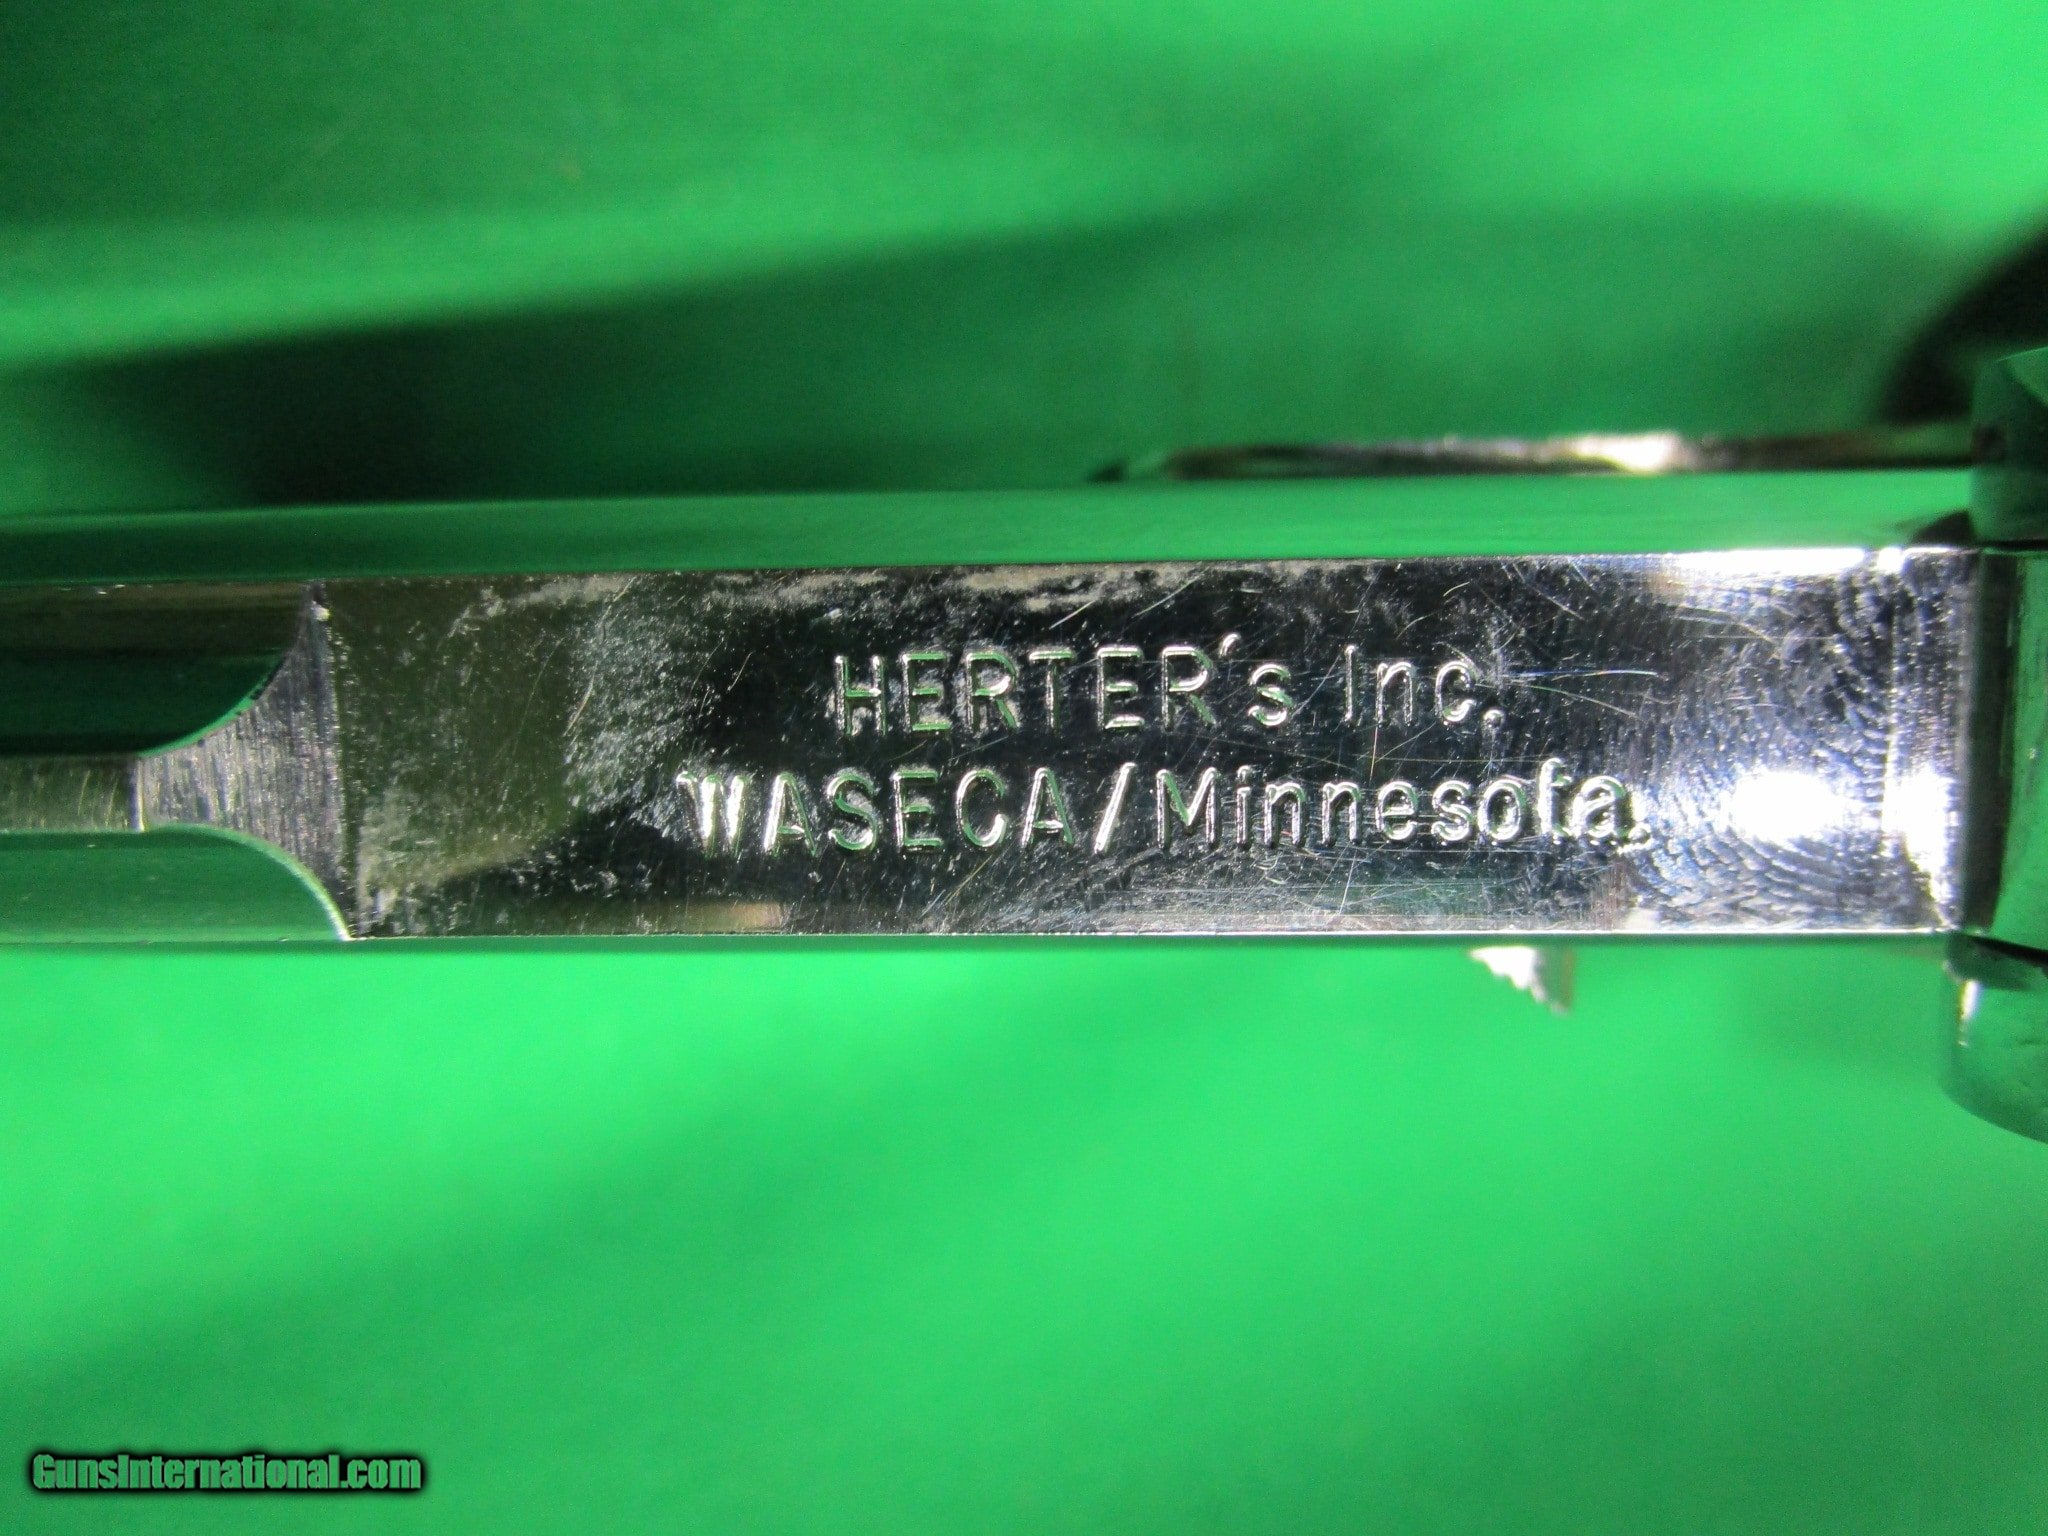 HERTER's Inc.
WASECA/Minnesota.
GunsInternational.com